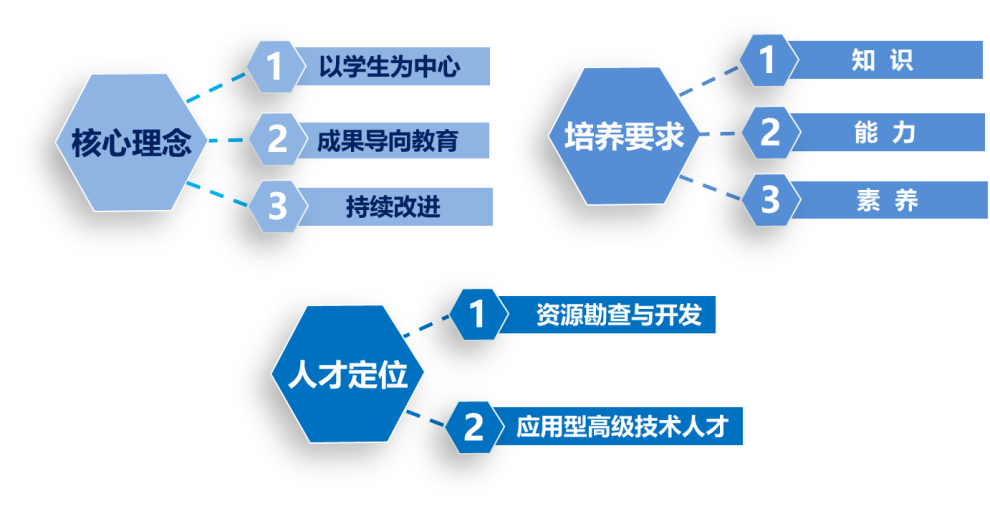 核心理念
1 以学生为中心
2 成果导向教育
3 持续改进
培养要求
1 知 识
2 能 力
3 素 养
人才定位
1 资源勘查与开发
2 应用型高级技术人才